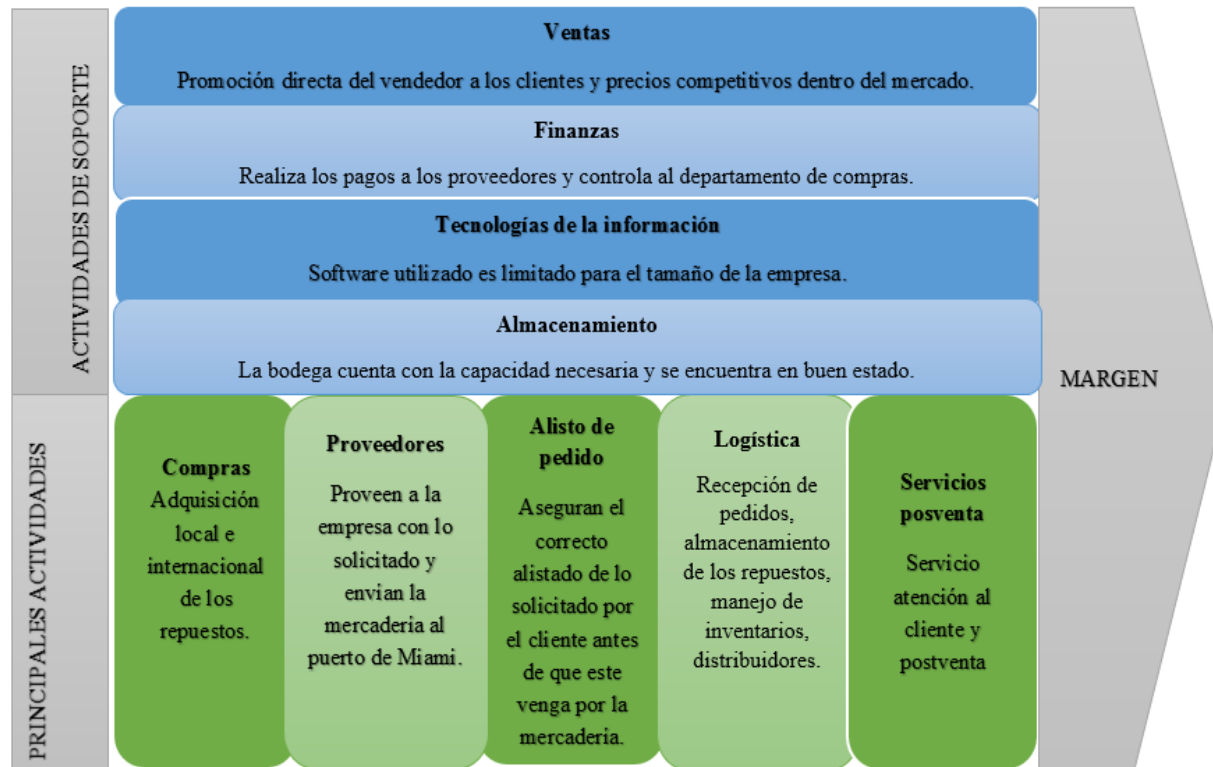 ACTIVIDADES DE SOPORTE
Ventas
Promoción directa del vendedor a los clientes y precios competitivos dentro del mercado.
Finanzas
Realiza los pagos a los proveedores y controla al departamento de compras.
Tecnologías de la información
Software utilizado es limitado para el tamaño de la empresa.
Almacenamiento
La bodega cuenta con la capacidad necesaria y se encuentra en buen estado.
PRINCIPALES ACTIVIDADES
Compras
Adquisición
local e
internacional
de los
repuestos.
Proveedores
Proveen a la
empresa con lo
solicitado y
envían la
mercadería al
puerto de Miami.
Alisto de
pedido
Aseguran el
correcto
alistado de lo
solicitado por
el cliente antes
de que este
venga por la
mercadería.
Logística
Recepción de
pedidos,
almacenamiento
de los repuestos,
manejo de
inventarios,
distribuidores.
Servicios
posventa
Servicio
atención al
cliente y
postventa
MARGEN